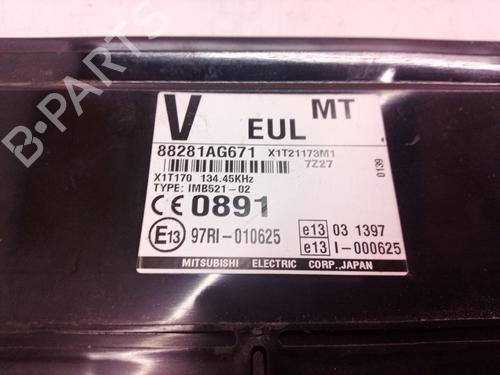 B-PARTS
V EUL MT
88281AG671 X1T21173M1
7Z27
X1T170 134.45KHz
0139
TYPE: IMB521-02
CE 0891
E13 97RI-010625
e13 03 1397
e13 I-000625
MITSUBISHI ELECTRIC CORP.,JAPAN